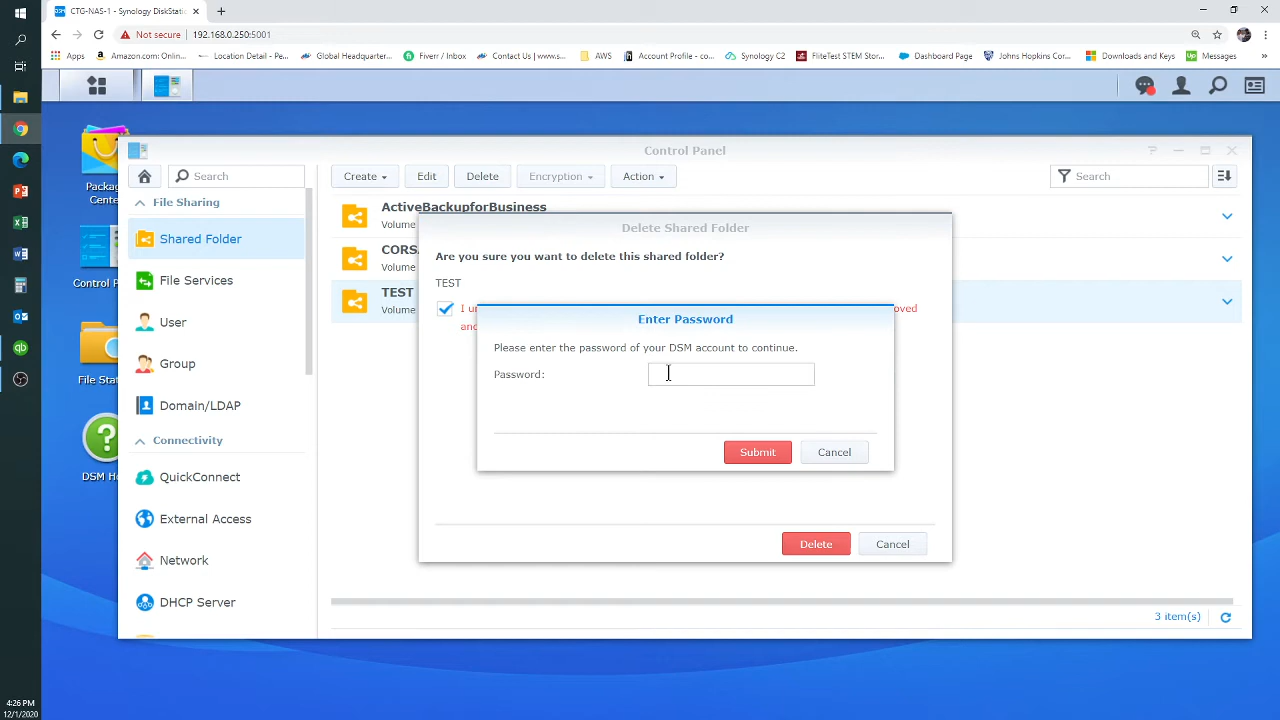 CTG-NAS-1 - Synology DiskStatic
Not secure | 192.168.0.250:5001
Apps
Amazon.com: Onlin...
Location Detail - Pe...
Global Headquarter...
Fiverr / Inbox
Contact Us | www.s...
AWS
Account Profile - co...
Synology C2
FliteTest STEM Stor...
Dashboard Page
Johns Hopkins Cor...
Downloads and Keys
Messages
Packag
Center
Control P
File Stat
DSM He
Control Panel
Search
Create
Edit
Delete
Encryption
Action
Search
File Sharing
Shared Folder
File Services
User
Group
Domain/LDAP
Connectivity
QuickConnect
External Access
Network
DHCP Server
ActiveBackupforBusiness
Volume
CORS
Volume
TEST
Volume
Delete Shared Folder
Are you sure you want to delete this shared folder?
TEST
I un
oved
and
Enter Password
Please enter the password of your DSM account to continue.
Password:
Submit
Cancel
Delete
Cancel
3 item(s)
4:26 PM
12/1/2020